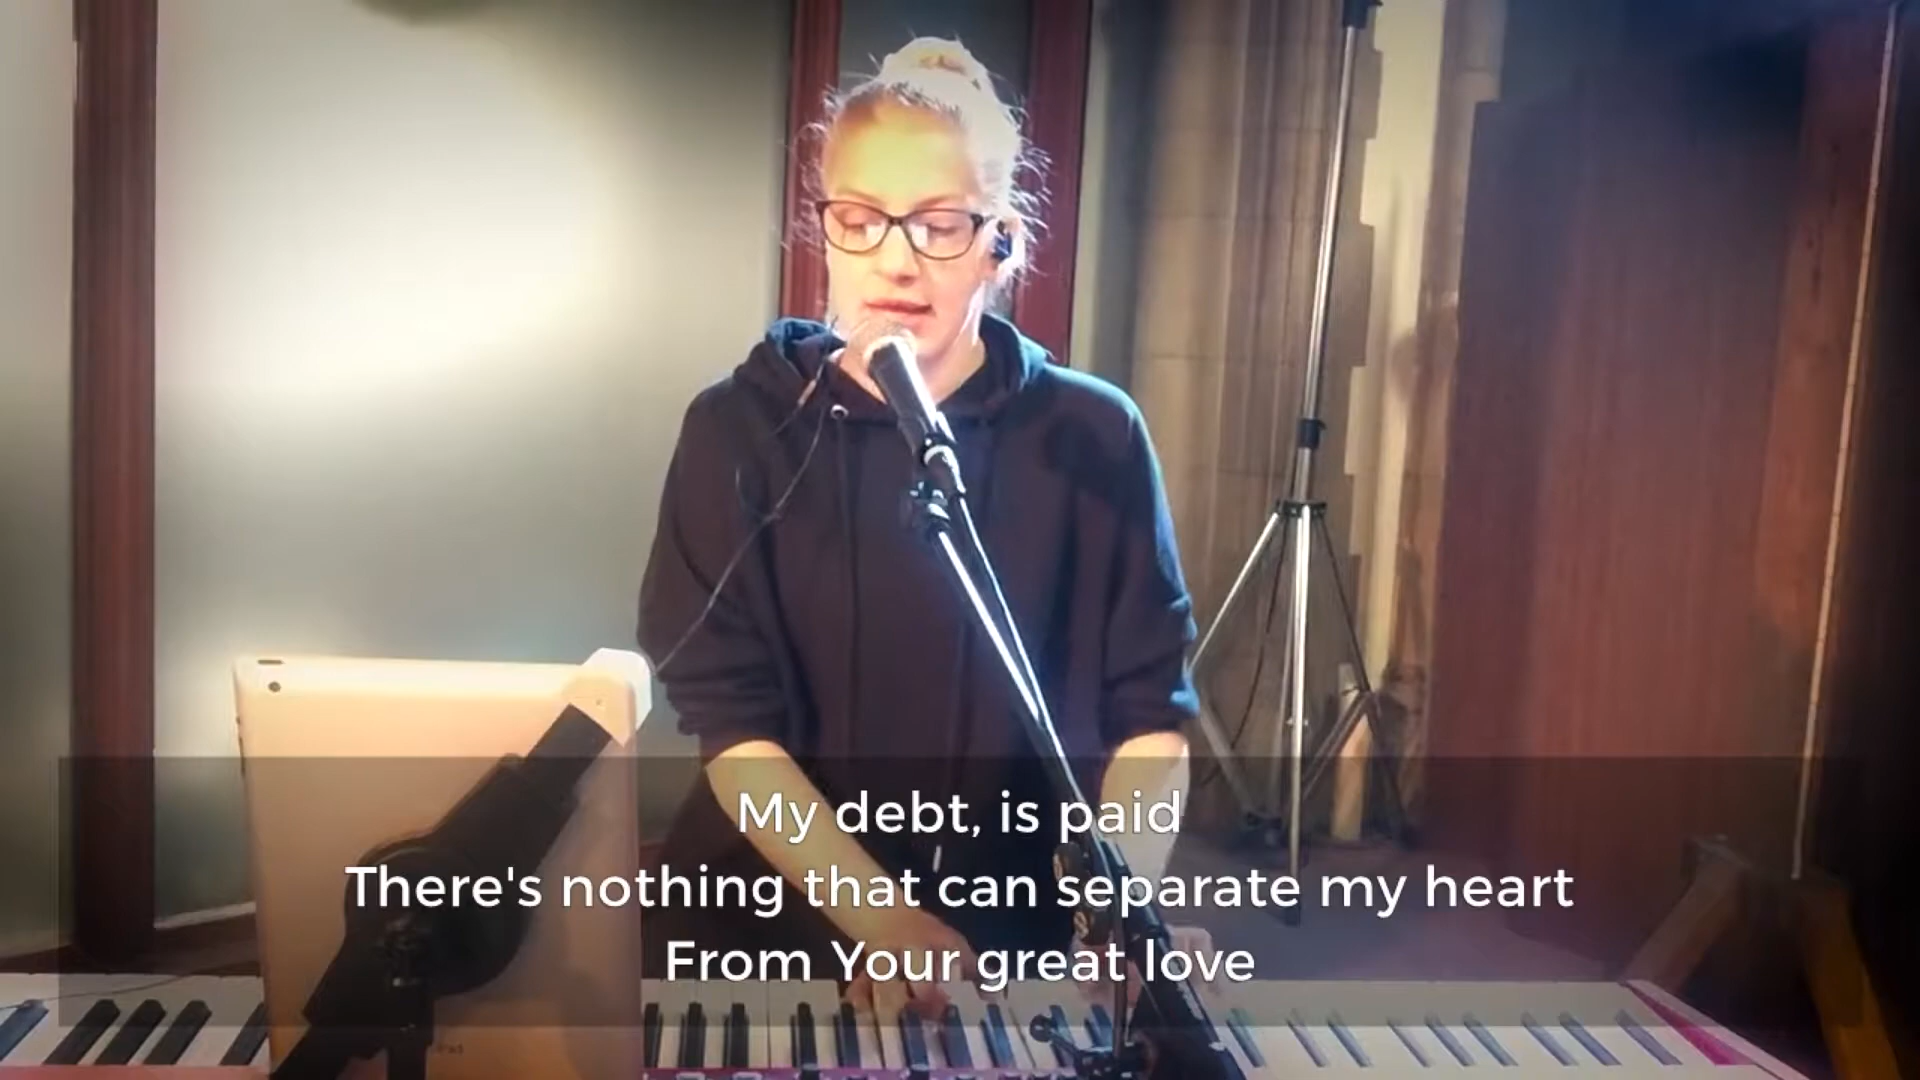 My debt, is paid
There's nothing that can separate my heart
From Your great love